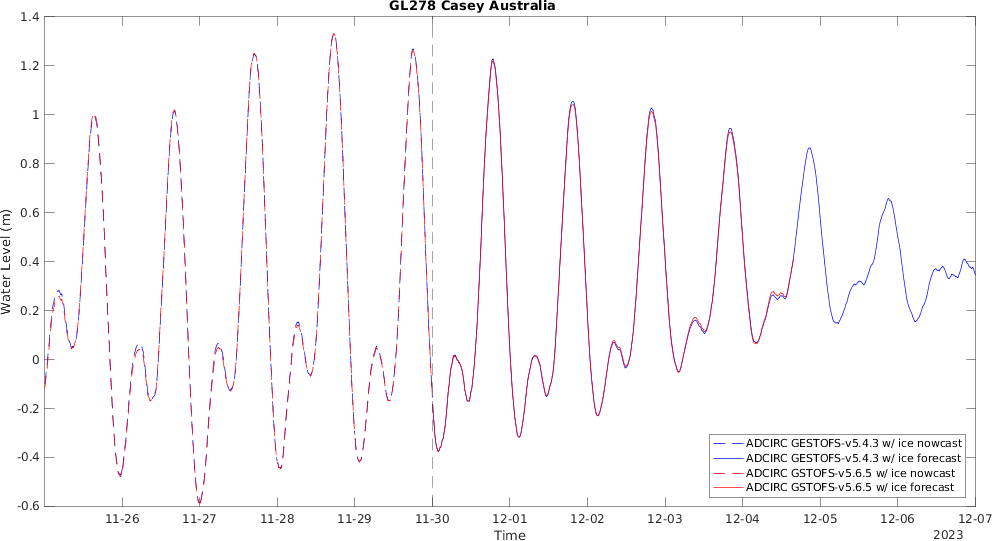 GL278 Casey Australia
1.4
1.2
1
0.8
0.6
0.4
0.2
0
-0.2
-0.4
-0.6
Water Level (m)
ADCIRC GESTOFS-v5.4.3 w/ ice nowcast
ADCIRC GESTOFS-v5.4.3 w/ ice forecast
ADCIRC GSTOFS-v5.6.5 w/ ice nowcast
ADCIRC GSTOFS-v5.6.5 w/ ice forecast
11-26 11-27 11-28 11-29 11-30 12-01 12-02 12-03 12-04 12-05 12-06 12-07
Time
2023